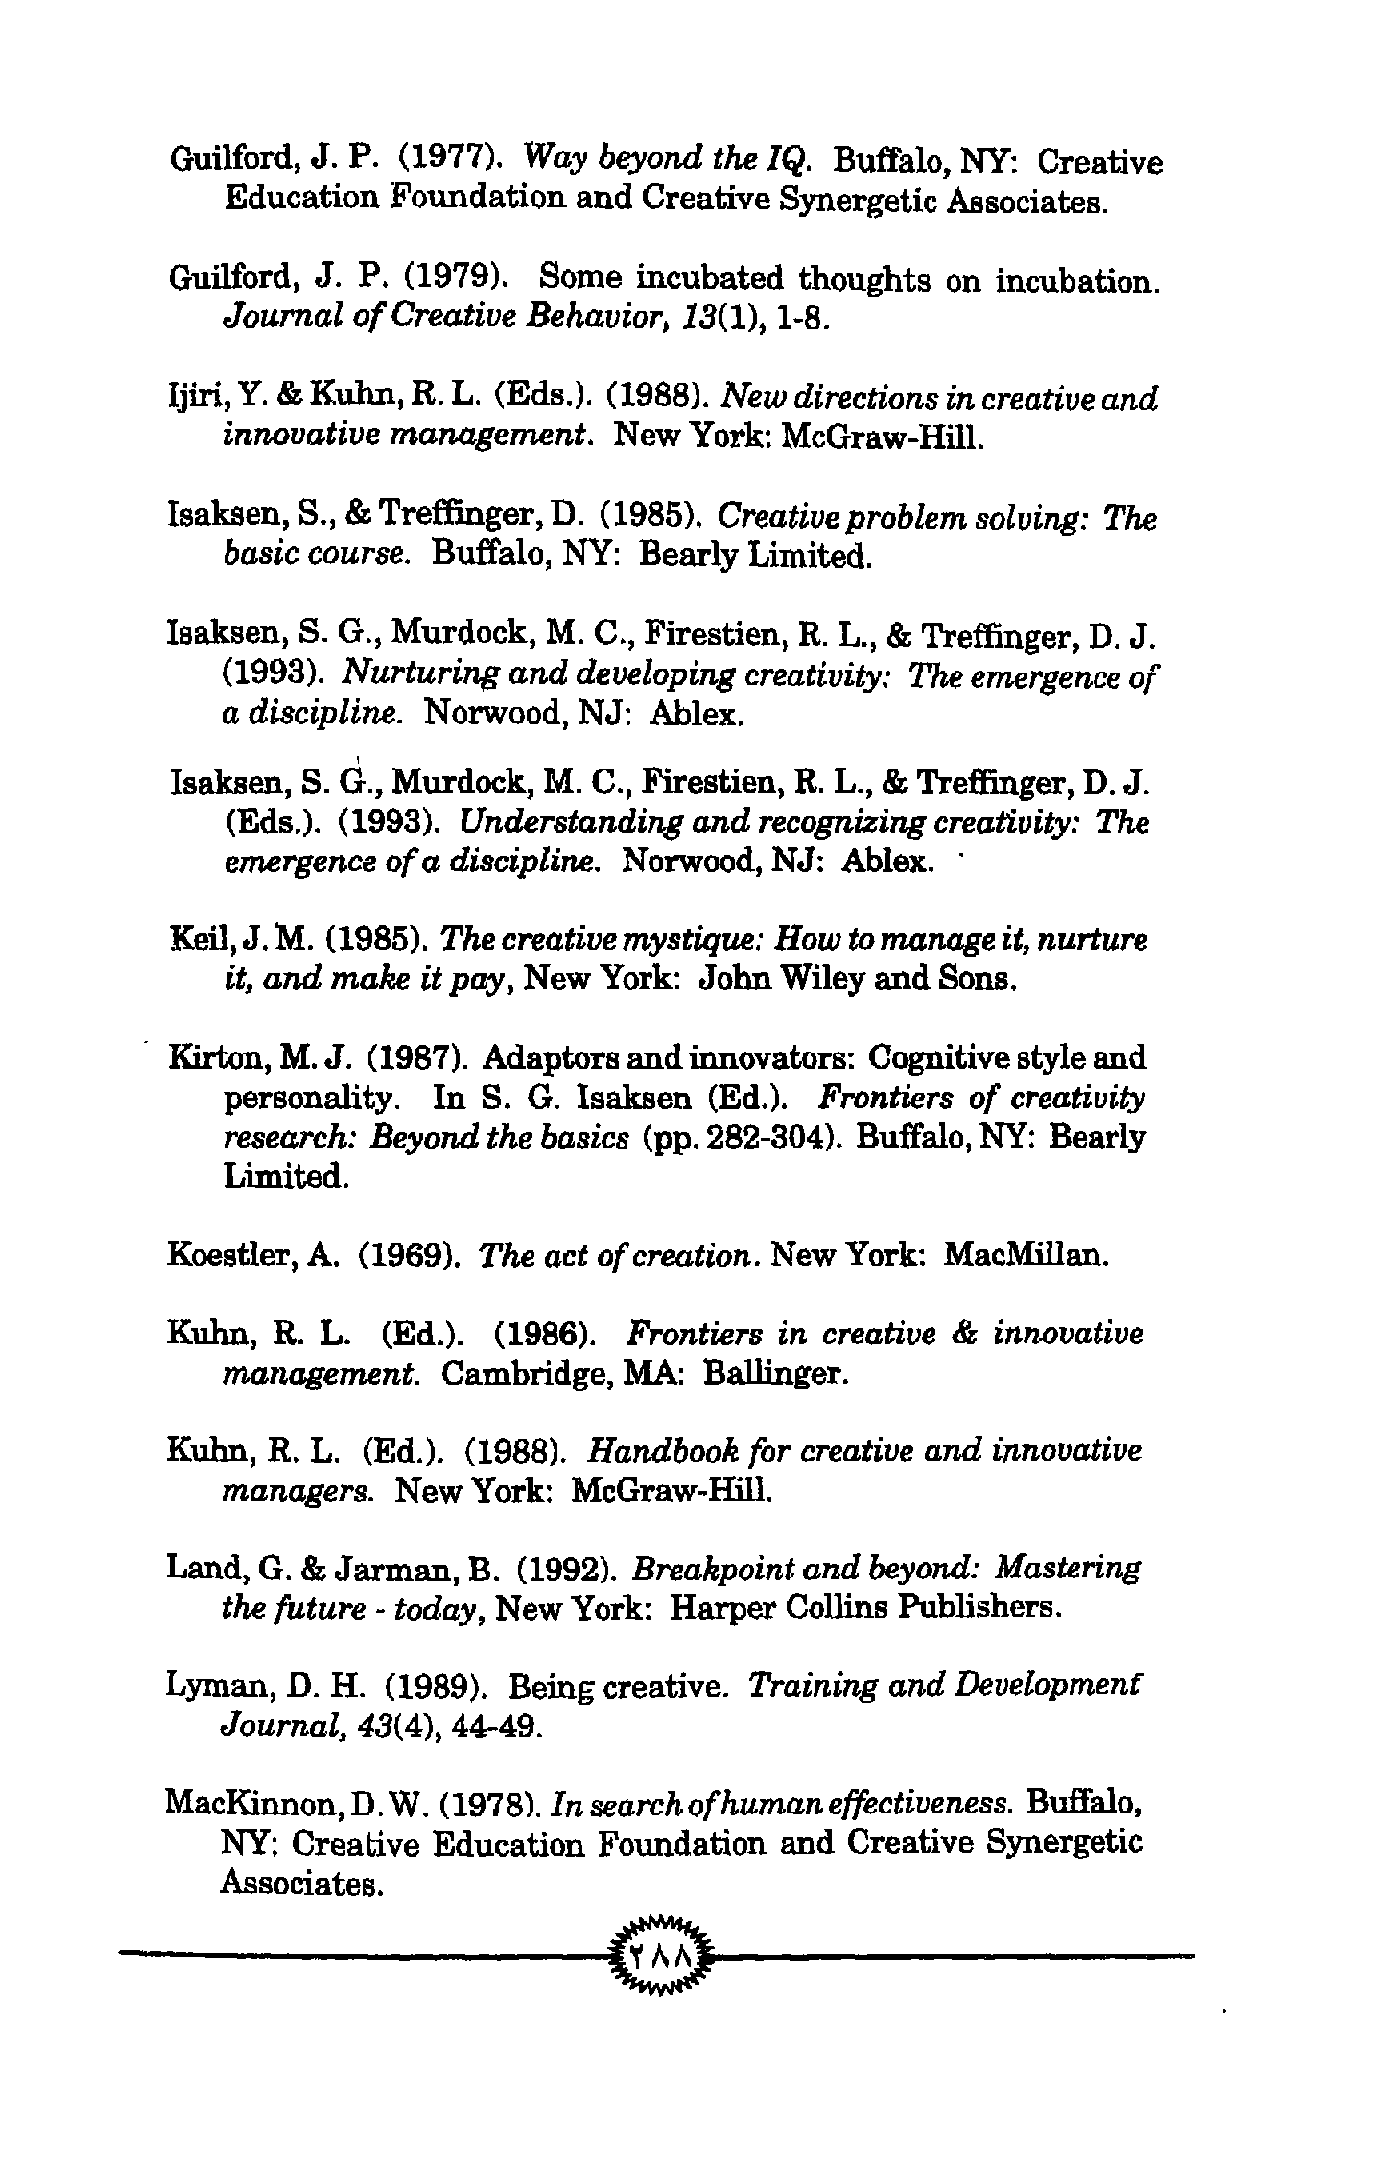 Guilford, J. P. (1977). Way beyond the IQ. Buffalo, NY: Creative
Education Foundation and Creative Synergetic Associates.
Guilford, J. P. (1979). Some incubated thoughts on incubation.
Journal of Creative Behavior, 13(1), 1-8.
Ijiri, Y. & Kuhn, R. L. (Eds.). (1988). New directions in creative and
innovative management. New York: McGraw-Hill.
Isaksen, S., & Treffinger, D. (1985). Creative problem solving: The
basic course. Buffalo, NY: Bearly Limited.
Isaksen, S. G., Murdock, M. C., Firestien, R. L., & Treffinger, D. J.
(1993). Nurturing and developing creativity: The emergence of
a discipline. Norwood, NJ: Ablex.
Isaksen, S. G., Murdock, M. C., Firestien, R. L., & Treffinger, D. J.
(Eds.). (1993). Understanding and recognizing creativity: The
emergence of a discipline. Norwood, NJ: Ablex.
Keil, J. M. (1985). The creative mystique: How to manage it, nurture
it, and make it pay, New York: John Wiley and Sons.
Kirton, M. J. (1987). Adaptors and innovators: Cognitive style and
personality. In S. G. Isaksen (Ed.). Frontiers of creativity
research: Beyond the basics (pp. 282-304). Buffalo, NY: Bearly
Limited.
Koestler, A. (1969). The act of creation. New York: MacMillan.
Kuhn, R. L. (Ed.). (1986). Frontiers in creative & innovative
management. Cambridge, MA: Ballinger.
Kuhn, R. L. (Ed.). (1988). Handbook for creative and innovative
managers. New York: McGraw-Hill.
Land, G. & Jarman, B. (1992). Breakpoint and beyond: Mastering
the future - today, New York: Harper Collins Publishers.
Lyman, D. H. (1989). Being creative. Training and Development
Journal, 43(4), 44-49.
MacKinnon, D. W. (1978). In search of human effectiveness. Buffalo,
NY: Creative Education Foundation and Creative Synergetic
Associates.
٢٨٨